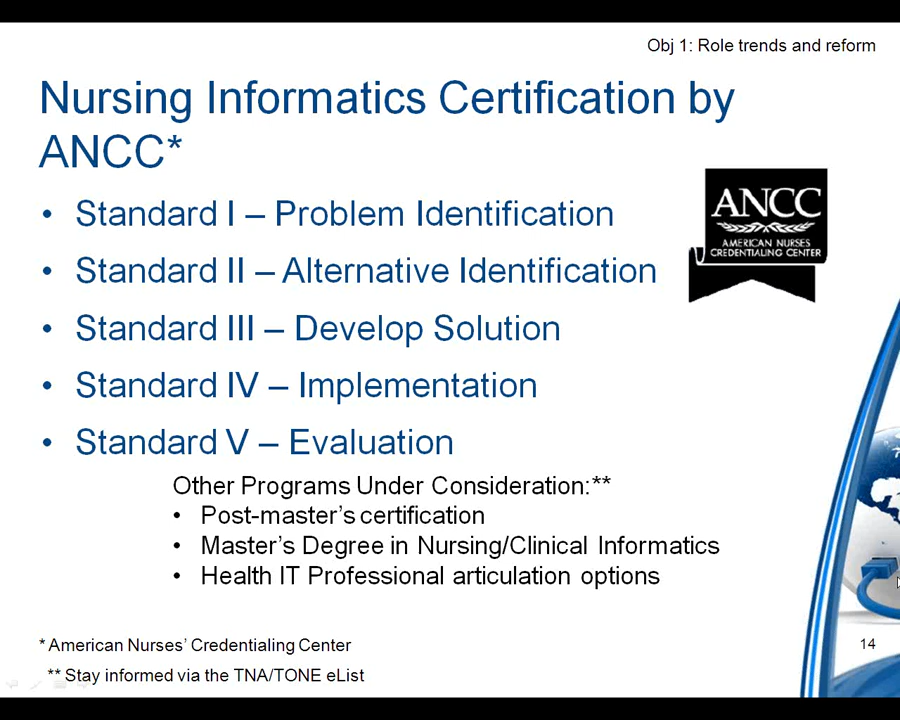 Obj 1: Role trends and reform
Nursing Informatics Certification by
ANCC*
• Standard I – Problem Identification
• Standard II – Alternative Identification
• Standard III – Develop Solution
• Standard IV – Implementation
• Standard V – Evaluation
ANCC
AMERICAN NURSES
CREDENTIALING CENTER
Other Programs Under Consideration:**
• Post-master’s certification
• Master’s Degree in Nursing/Clinical Informatics
• Health IT Professional articulation options
* American Nurses’ Credentialing Center
14
** Stay informed via the TNA/TONE eList